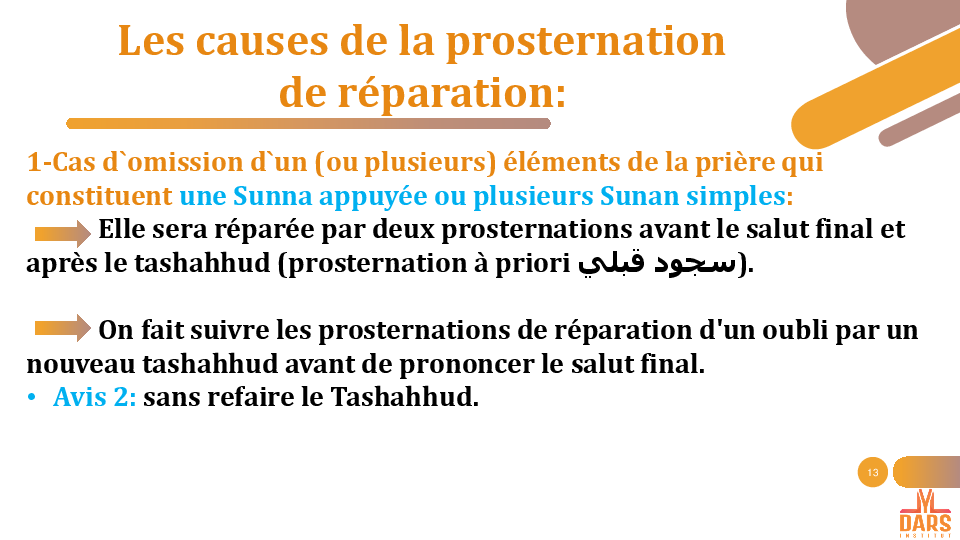 Les causes de la prosternation
de réparation:
1-Cas d`omission d`un (ou plusieurs) éléments de la prière qui
constituent une Sunna appuyée ou plusieurs Sunan simples:
Elle sera réparée par deux prosternations avant le salut final et
après le tashahhud (prosternation à priori سجود قبلي).
On fait suivre les prosternations de réparation d'un oubli par un
nouveau tashahhud avant de prononcer le salut final.
• Avis 2: sans refaire le Tashahhud.
13
DARS
INSTITUT